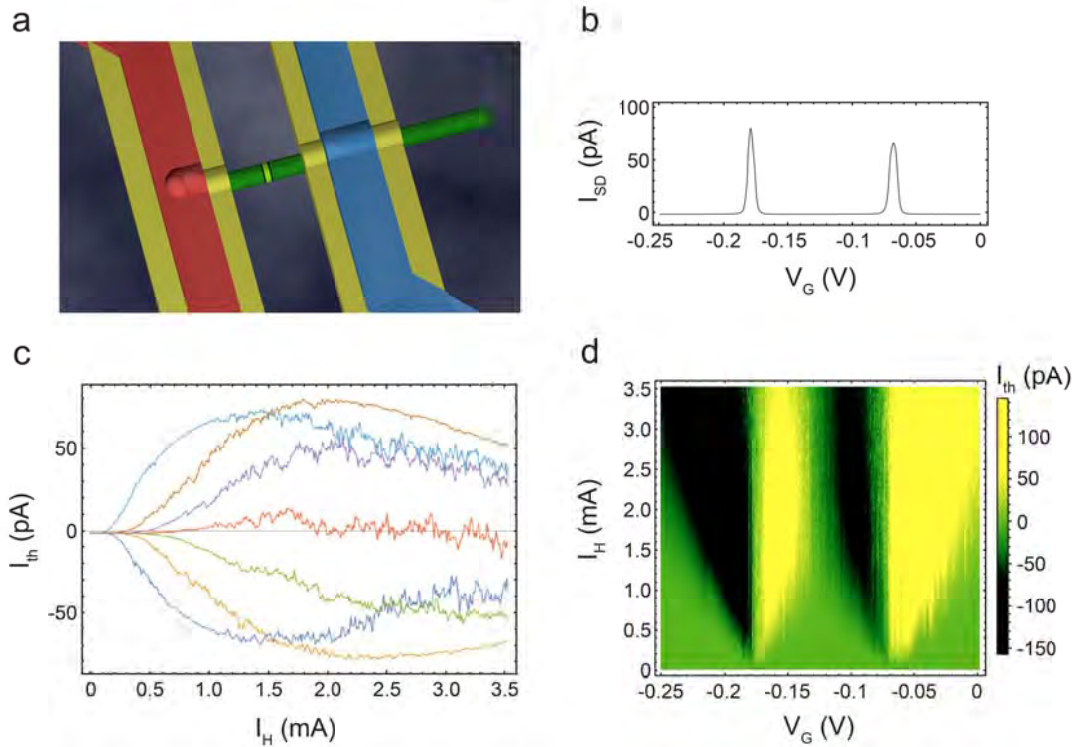 a
b
I_SD (pA)
100
50
0
-0.25 -0.2 -0.15 -0.1 -0.05 0
V_G (V)
c
I_th (pA)
50
0
-50
0 0.5 1.0 1.5 2.0 2.5 3.0 3.5
I_H (mA)
d
I_th (pA)
I_H (mA)
3.5
3.0
2.5
2.0
1.5
1.0
0.5
0
-0.25 -0.2 -0.15 -0.1 -0.05 0
V_G (V)
100
50
0
-50
-100
-150